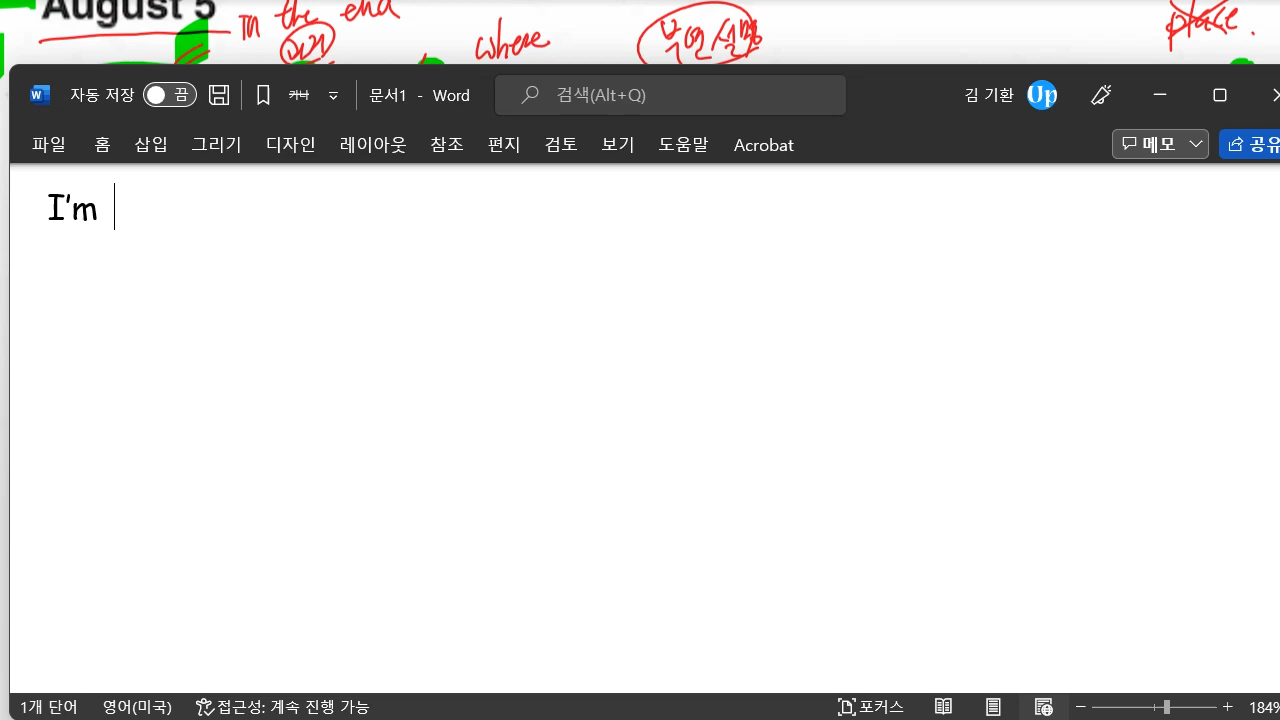 August 5 in the end
where
부연설명
place.
자동 저장 끔 가나 문서1 - Word 검색(Alt+Q) 김 기환 Up
파일 홈 삽입 그리기 디자인 레이아웃 참조 편지 검토 보기 도움말 Acrobat 메모 공유
I'm
1개 단어 영어(미국) 접근성: 계속 진행 가능 포커스 184%